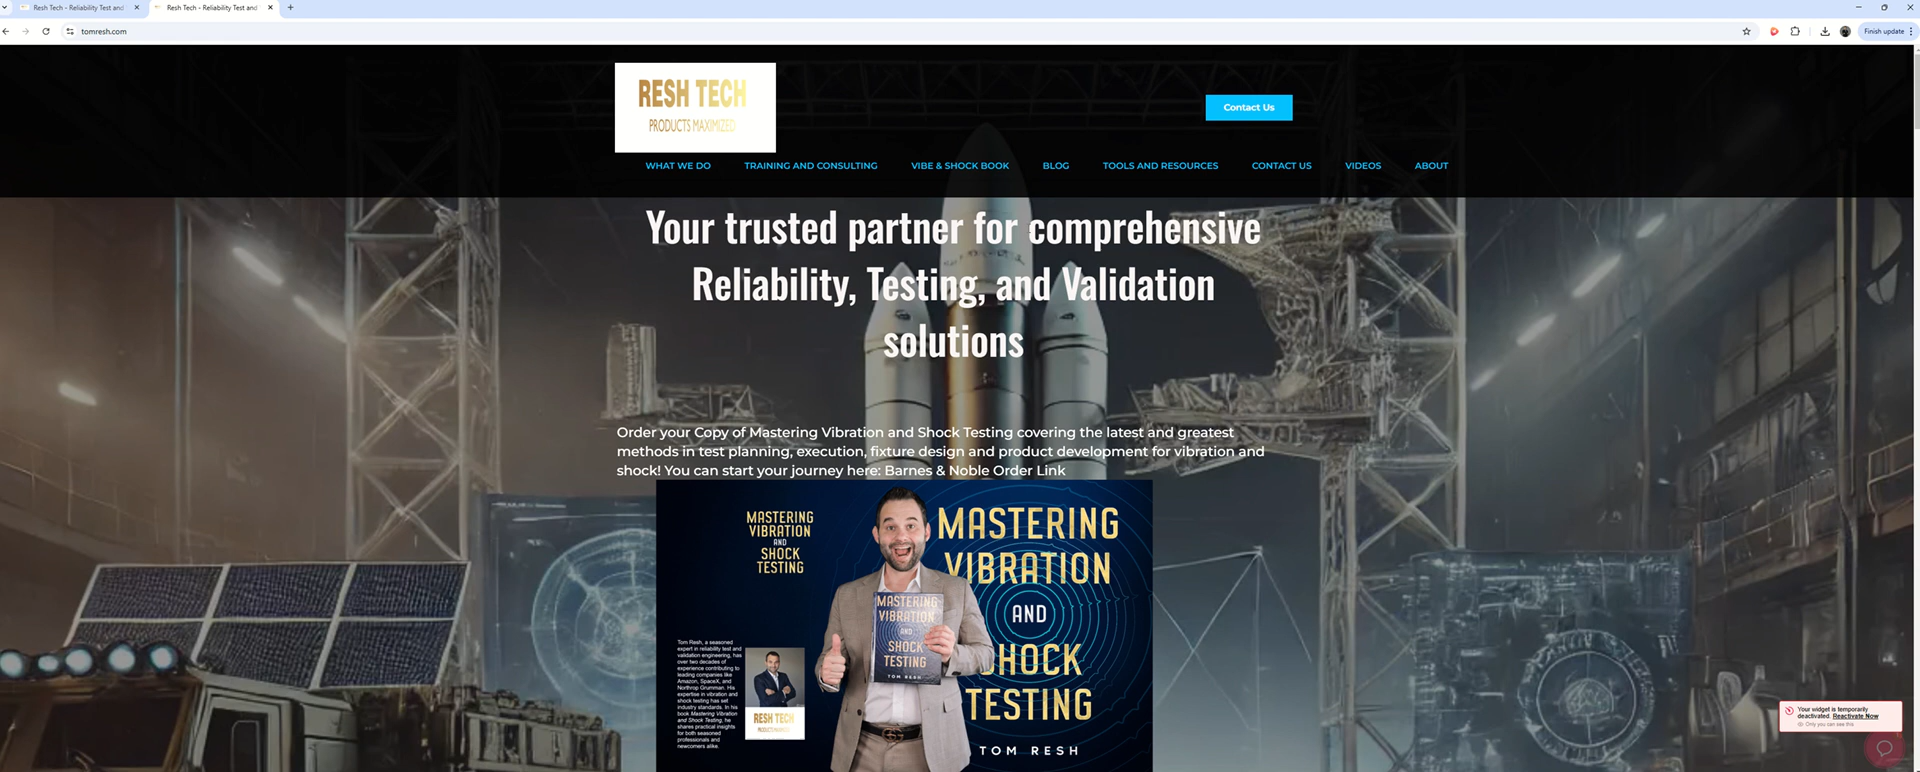 Resh Tech - Reliability Test and
Resh Tech - Reliability Test and
tomresh.com
Finish update
RESH TECH
PRODUCTS MAXIMIZED
Contact Us
WHAT WE DO
TRAINING AND CONSULTING
VIBE & SHOCK BOOK
BLOG
TOOLS AND RESOURCES
CONTACT US
VIDEOS
ABOUT
Your trusted partner for comprehensive
Reliability, Testing, and Validation
solutions
Order your Copy of Mastering Vibration and Shock Testing covering the latest and greatest
methods in test planning, execution, fixture design and product development for vibration and
shock! You can start your journey here: Barnes & Noble Order Link
MASTERING
VIBRATION
AND
SHOCK
TESTING
Tom Resh, a seasoned
expert in reliability test and
validation engineering, has
over two decades of
experience contributing to
leading companies like
Amazon, SpaceX, and
Northrop Grumman. His
expertise in vibration and
shock testing has set
industry standards. In his
book Mastering Vibration
and Shock Testing, he
shares practical insights
for both seasoned
professionals and
newcomers alike.
RESH TECH
PRODUCTS MAXIMIZED
MASTERING
VIBRATION
AND
SHOCK
TESTING
TOM RESH
MASTERING
VIBRATION
AND
SHOCK
TESTING
TOM RESH
Your widget is temporarily
deactivated. Reactivate Now
Only you can see this